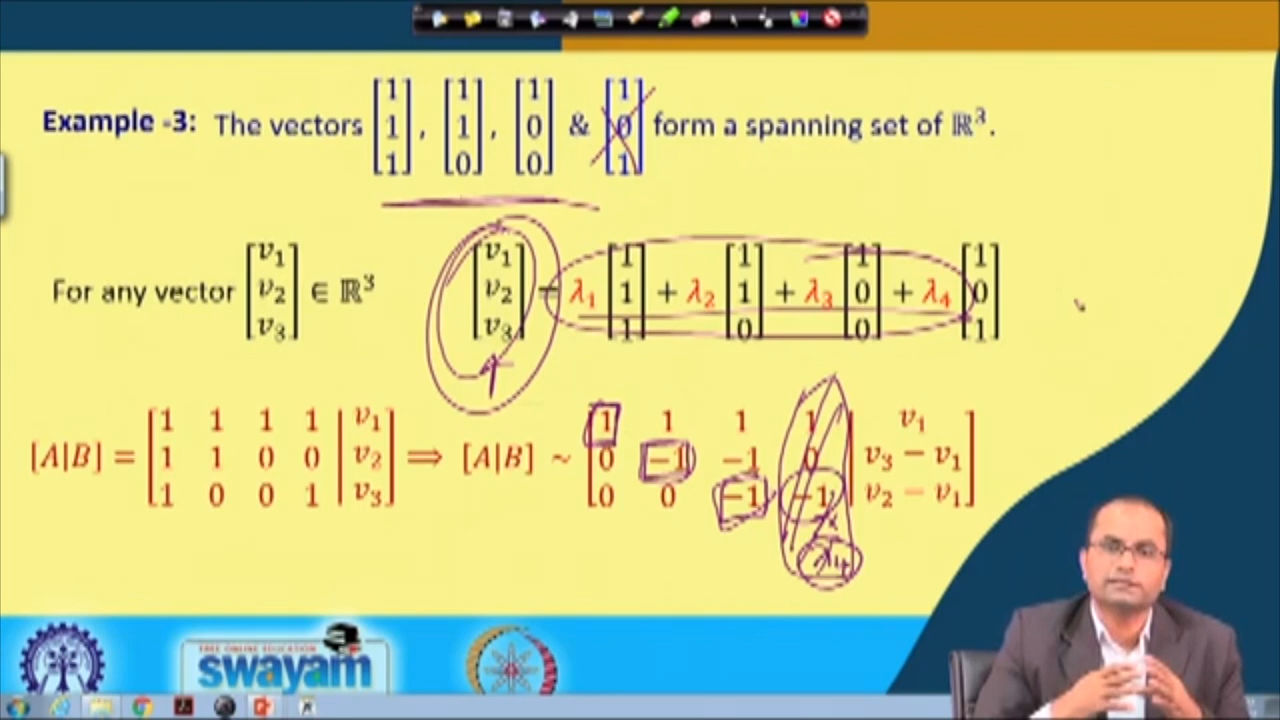 Example -3: The vectors [1 1 1], [1 1 0], [1 0 0] & [1 0 1] form a spanning set of ℝ³.
For any vector [v₁ v₂ v₃] ∈ ℝ³ [v₁ v₂ v₃] = λ₁ [1 1 1] + λ₂ [1 1 0] + λ₃ [1 0 0] + λ₄ [1 0 1]
[A|B] = [1 1 1 1 | v₁ ; 1 1 0 0 | v₂ ; 1 0 0 1 | v₃] ⟹ [A|B] ~ [1 1 1 1 | v₁ ; 0 −1 −1 0 | v₃ − v₁ ; 0 0 −1 −1 | v₂ − v₁]
λ₄
FREE ONLINE EDUCATION
swayam